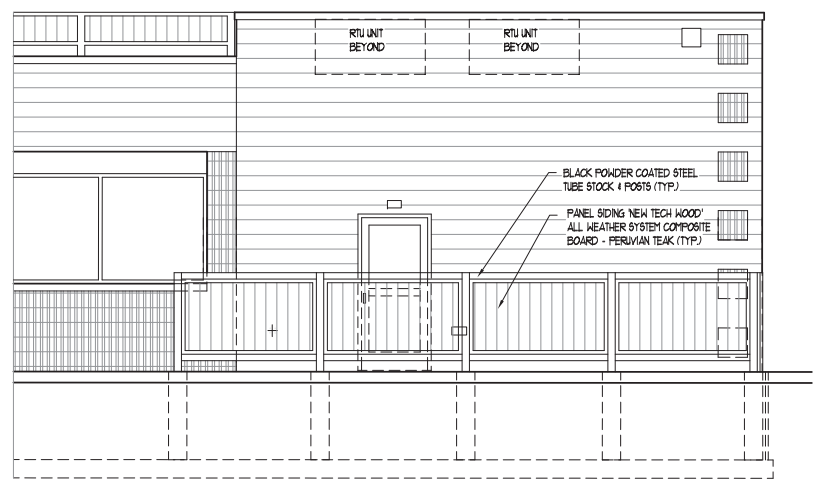 RTU UNIT
BEYOND
RTU UNIT
BEYOND
BLACK POWDER COATED STEEL
TUBE STOCK & POSTS (TYP.)
PANEL SIDING 'NEW TECH WOOD'
ALL WEATHER SYSTEM COMPOSITE
BOARD - PERUVIAN TEAK (TYP.)